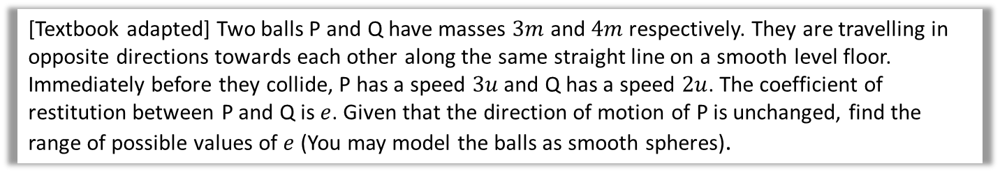 [Textbook adapted] Two balls P and Q have masses 3𝑚 and 4𝑚 respectively. They are travelling in
opposite directions towards each other along the same straight line on a smooth level floor.
Immediately before they collide, P has a speed 3𝑢 and Q has a speed 2𝑢. The coefficient of
restitution between P and Q is 𝑒. Given that the direction of motion of P is unchanged, find the
range of possible values of 𝑒 (You may model the balls as smooth spheres).